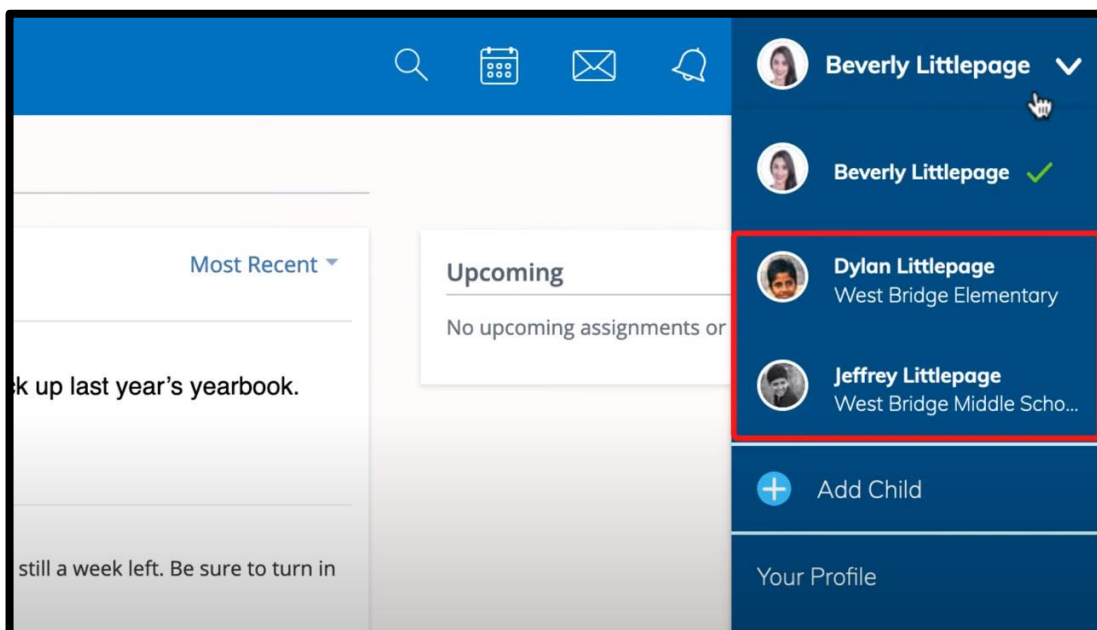 Beverly Littlepage
Beverly Littlepage
Most Recent
Upcoming
No upcoming assignments or
k up last year’s yearbook.
still a week left. Be sure to turn in
Dylan Littlepage
West Bridge Elementary
Jeffrey Littlepage
West Bridge Middle Scho...
Add Child
Your Profile